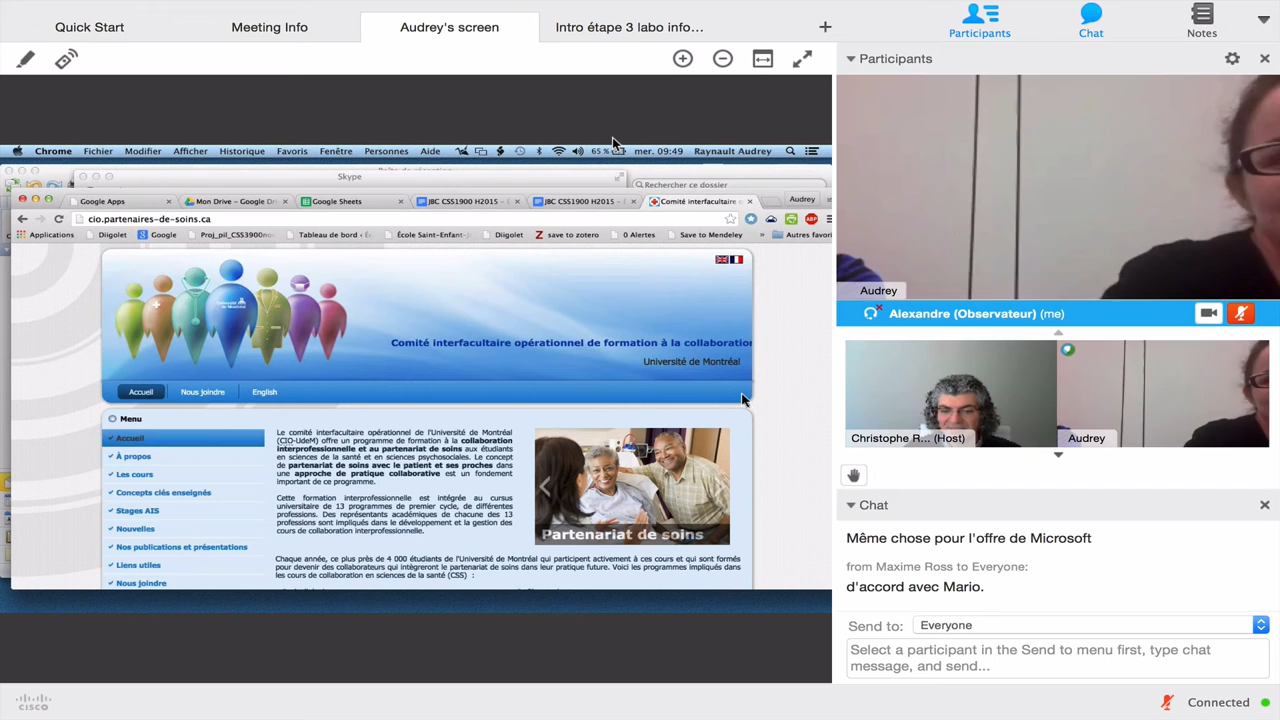 Quick Start
Meeting Info
Audrey's screen
Intro étape 3 labo info...
Participants
Chat
Notes
Participants
Chrome Fichier Modifier Afficher Historique Favoris Fenêtre Personnes Aide 65 % mer. 09:49 Raynault Audrey
Skype
Rechercher ce dossier
Google Apps
Mon Drive – Google Dr
Google Sheets
JBC CSS1900 H2015 – E
JBC CSS1900 H2015 –
Comité interfacultaire
Audrey
cio.partenaires-de-soins.ca
Applications Diigolet Google Proj_pil_CSS3900no Tableau de bord École Saint-Enfant-J Diigolet save to zotero 0 Alertes Save to Mendeley » Autres favori
Comité interfacultaire opérationnel de formation à la collaboration
Université de Montréal
Accueil
Nous joindre
English
Menu
Accueil
À propos
Les cours
Concepts clés enseignés
Stages AIS
Nouvelles
Nos publications et présentations
Liens utiles
Nous joindre
Le comité interfacultaire opérationnel de l'Université de Montréal
(CIO-UdeM) offre un programme de formation à la collaboration
interprofessionnelle et au partenariat de soins aux étudiants
en sciences de la santé et en sciences psychosociales. Le concept
de partenariat de soins avec le patient et ses proches dans
une approche de pratique collaborative est un fondement
important de ce programme.
Cette formation interprofessionnelle est intégrée au cursus
universitaire de 13 programmes de premier cycle, de différentes
professions. Des représentants académiques de chacun des 13
professions sont impliqués dans le développement et la gestion des
cours de collaboration interprofessionnelle.
Partenariat de soins
Chaque année, ce plus près de 4 000 étudiants de l'Université de Montréal qui participent activement à ces cours et qui sont formés
pour devenir des collaborateurs qui intègreront le partenariat de soins dans leur pratique future. Voici les programmes impliqués dans
les cours de collaboration en sciences de la santé (CSS) :
Audrey
Alexandre (Observateur) (me)
Christophe R... (Host)
Audrey
Chat
Même chose pour l'offre de Microsoft
from Maxime Ross to Everyone:
d'accord avec Mario.
Send to: Everyone
Select a participant in the Send to menu first, type chat
message, and send...
CISCO
Connected